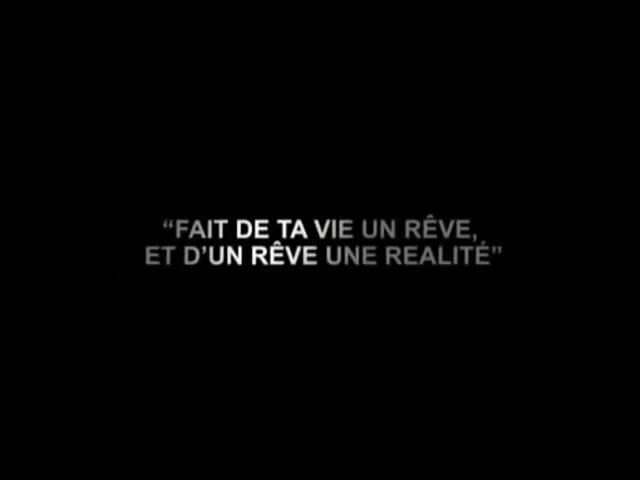 “FAIT DE TA VIE UN RÊVE,
ET D’UN RÊVE UNE REALITÉ”